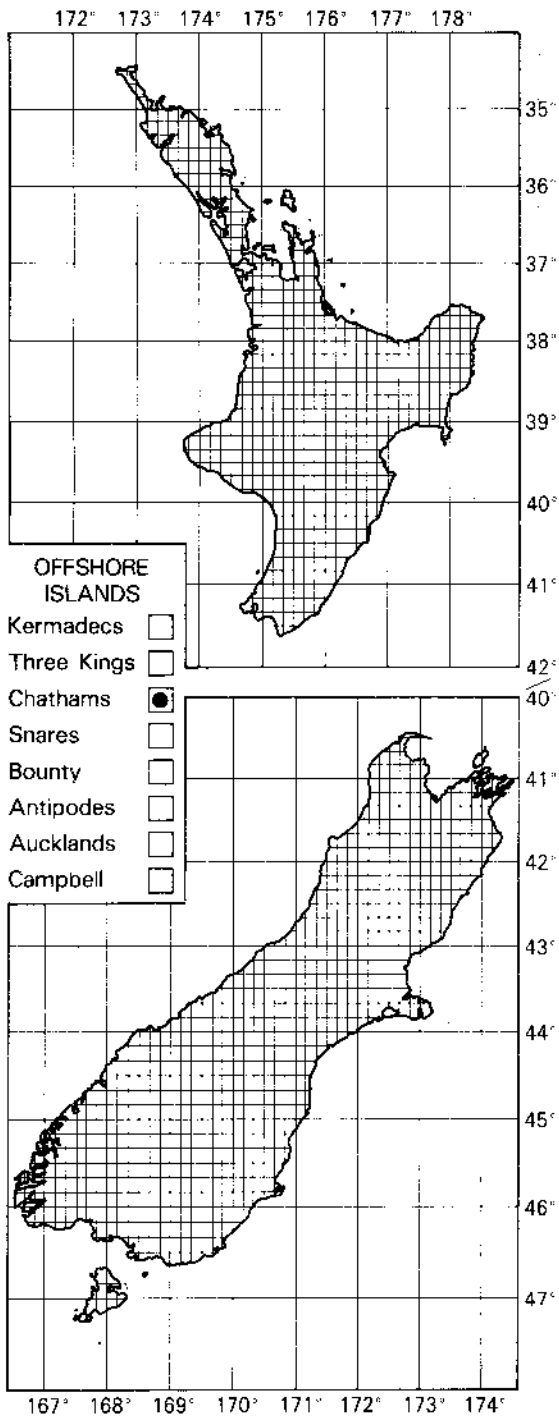 172° 173° 174° 175° 176° 177° 178°
35°
36°
37°
38°
39°
40°
41°
42°
OFFSHORE
ISLANDS
Kermadecs
Three Kings
Chathams
Snares
Bounty
Antipodes
Aucklands
Campbell
40°
41°
42°
43°
44°
45°
46°
47°
167° 168° 169° 170° 171° 172° 173° 174°